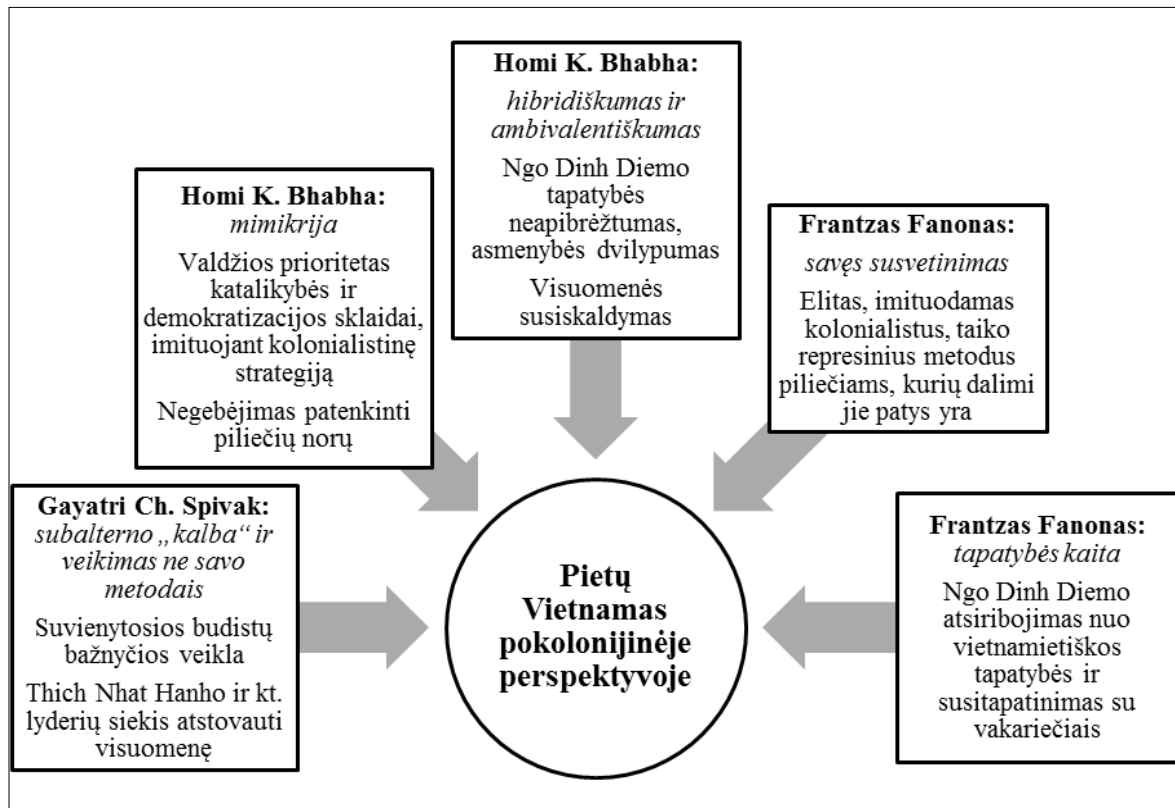 Homi K. Bhabha:
hibridiškumas ir
ambivalentiškumas
Ngo Dinh Diemo
tapatybės
neapibrėžtumas,
asmenybės dvilypumas
Visuomenės
susiskaldymas
Homi K. Bhabha:
mimikrija
Valdžios prioritetas
katalikybės ir
demokratizacijos sklaidai,
imituojant kolonialistinę
strategiją
Negebėjimas patenkinti
piliečių norų
Frantzas Fanonas:
savęs susvetinimas
Elitas, imituodamas
kolonialistus, taiko
represinius metodus
piliečiams, kurių dalimi
jie patys yra
Gayatri Ch. Spivak:
subalterno „kalba“ ir
veikimas ne savo
metodais
Suvienytosios budistų
bažnyčios veikla
Thich Nhat Hanho ir kt.
lyderių siekis atstovauti
visuomenę
Pietų
Vietnamas
pokolonijinėje
perspektyvoje
Frantzas Fanonas:
tapatybės kaita
Ngo Dinh Diemo
atsiribojimas nuo
vietnamietiškos
tapatybės ir
susitapatinimas su
vakariečiais